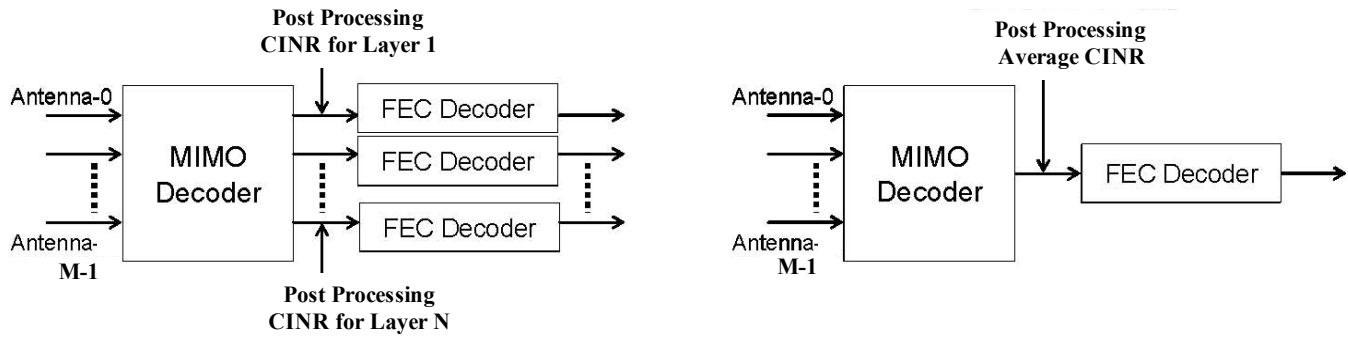 Post Processing
CINR for Layer 1
Antenna-0
MIMO
Decoder
FEC Decoder
FEC Decoder
FEC Decoder
Antenna-
M-1
Post Processing
CINR for Layer N
Post Processing
Average CINR
Antenna-0
MIMO
Decoder
FEC Decoder
Antenna-
M-1